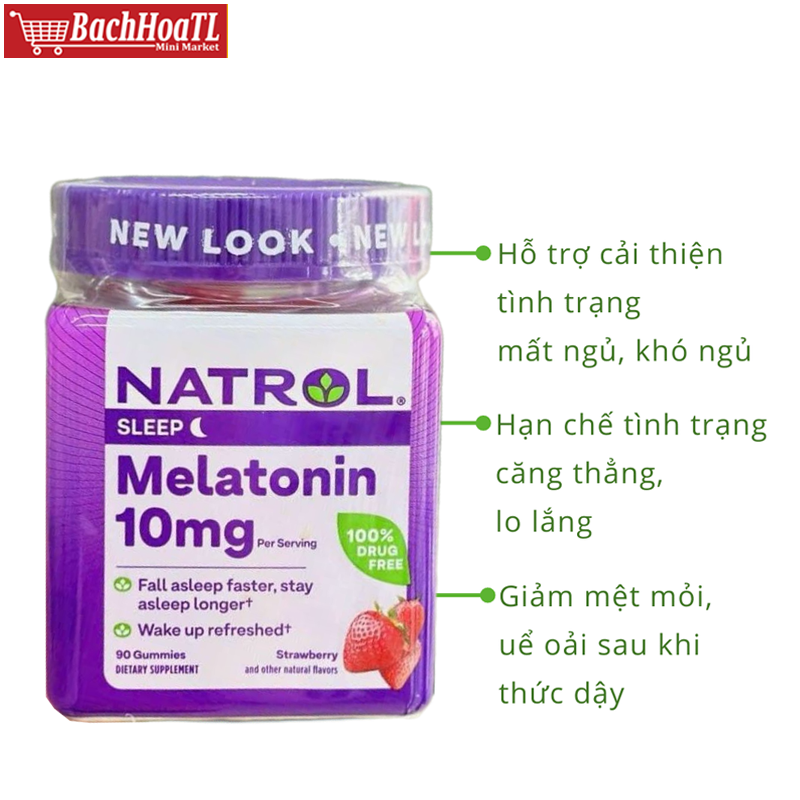 BachHoaTL
Mini Market
NEW LOOK • NEW
NATROL®
SLEEP
Melatonin
10mg Per Serving
100%
DRUG
FREE
Fall asleep faster, stay
asleep longer†
Wake up refreshed†
90 Gummies
DIETARY SUPPLEMENT
Strawberry
and other natural flavors
Hỗ trợ cải thiện
tình trạng
mất ngủ, khó ngủ
Hạn chế tình trạng
căng thẳng,
lo lắng
Giảm mệt mỏi,
uể oải sau khi
thức dậy